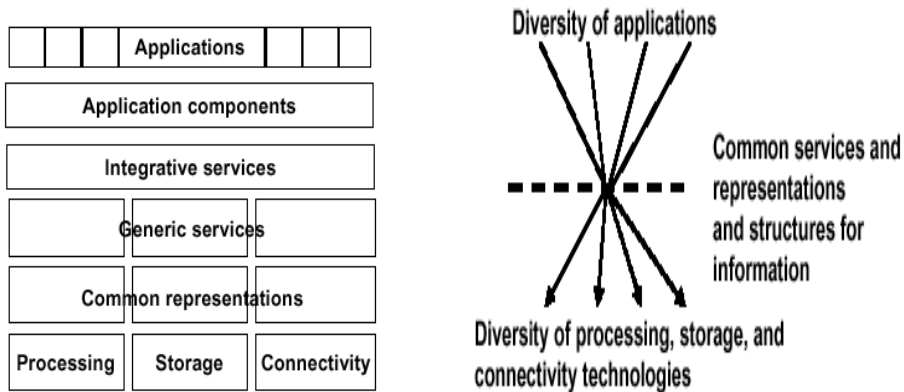 Applications
Application components
Integrative services
Generic services
Common representations
Processing Storage Connectivity
Diversity of applications
Common services and
representations
and structures for
information
Diversity of processing, storage, and
connectivity technologies